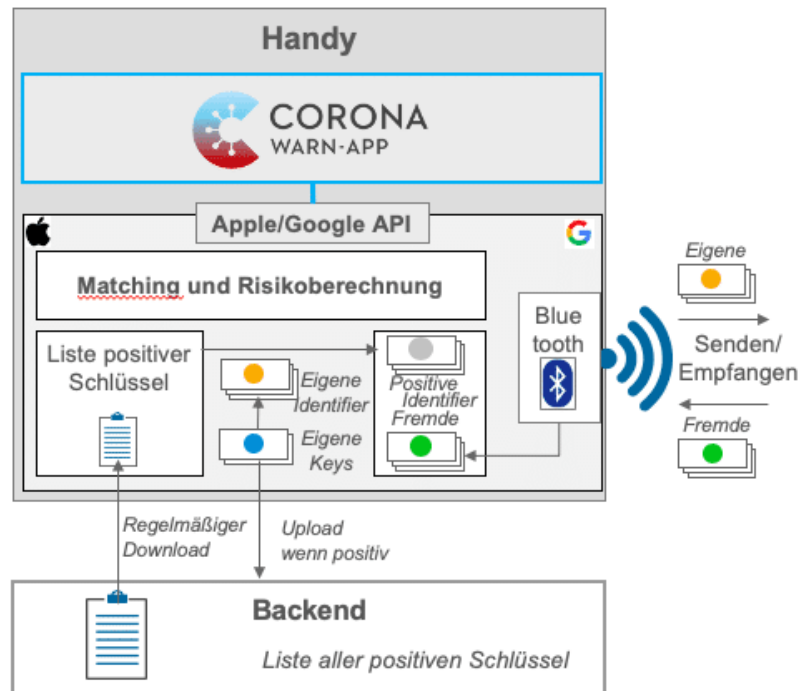 Handy
CORONA
WARN-APP
Apple/Google API
Matching und Risikoberechnung
Liste positiver
Schlüssel
Eigene
Identifier
Eigene
Keys
Positive
Identifier
Fremde
Blue
tooth
Eigene
Senden/
Empfangen
Fremde
Regelmäßiger
Download
Upload
wenn positiv
Backend
Liste aller positiven Schlüssel